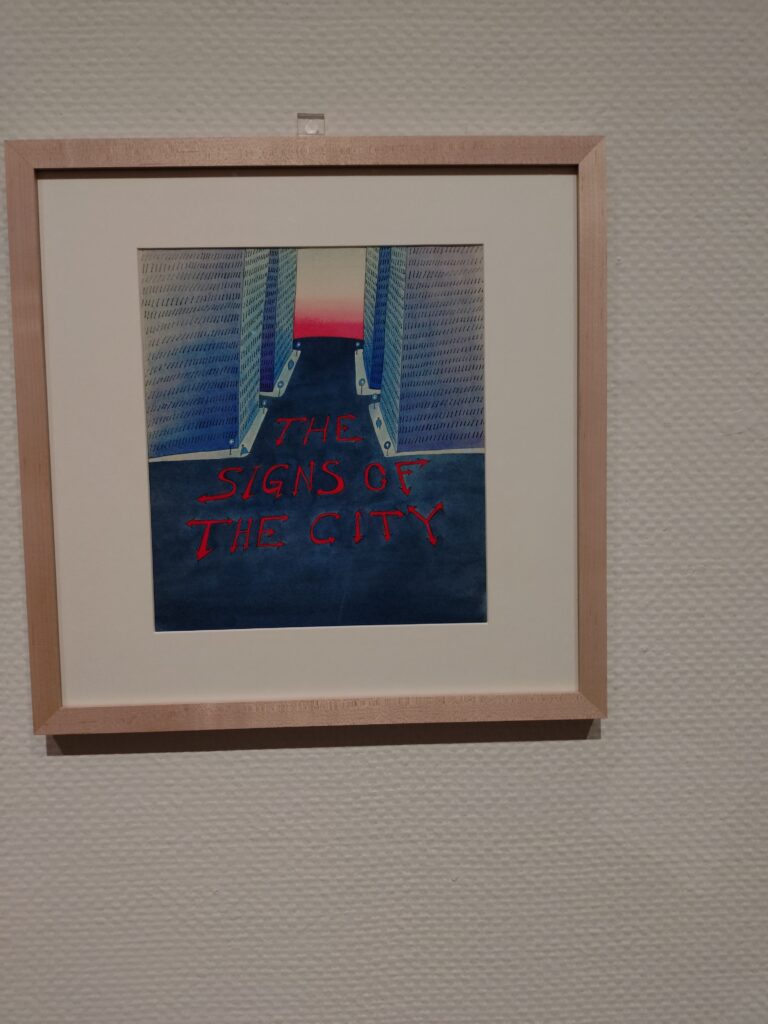 THE
SIGNS OF
THE CITY